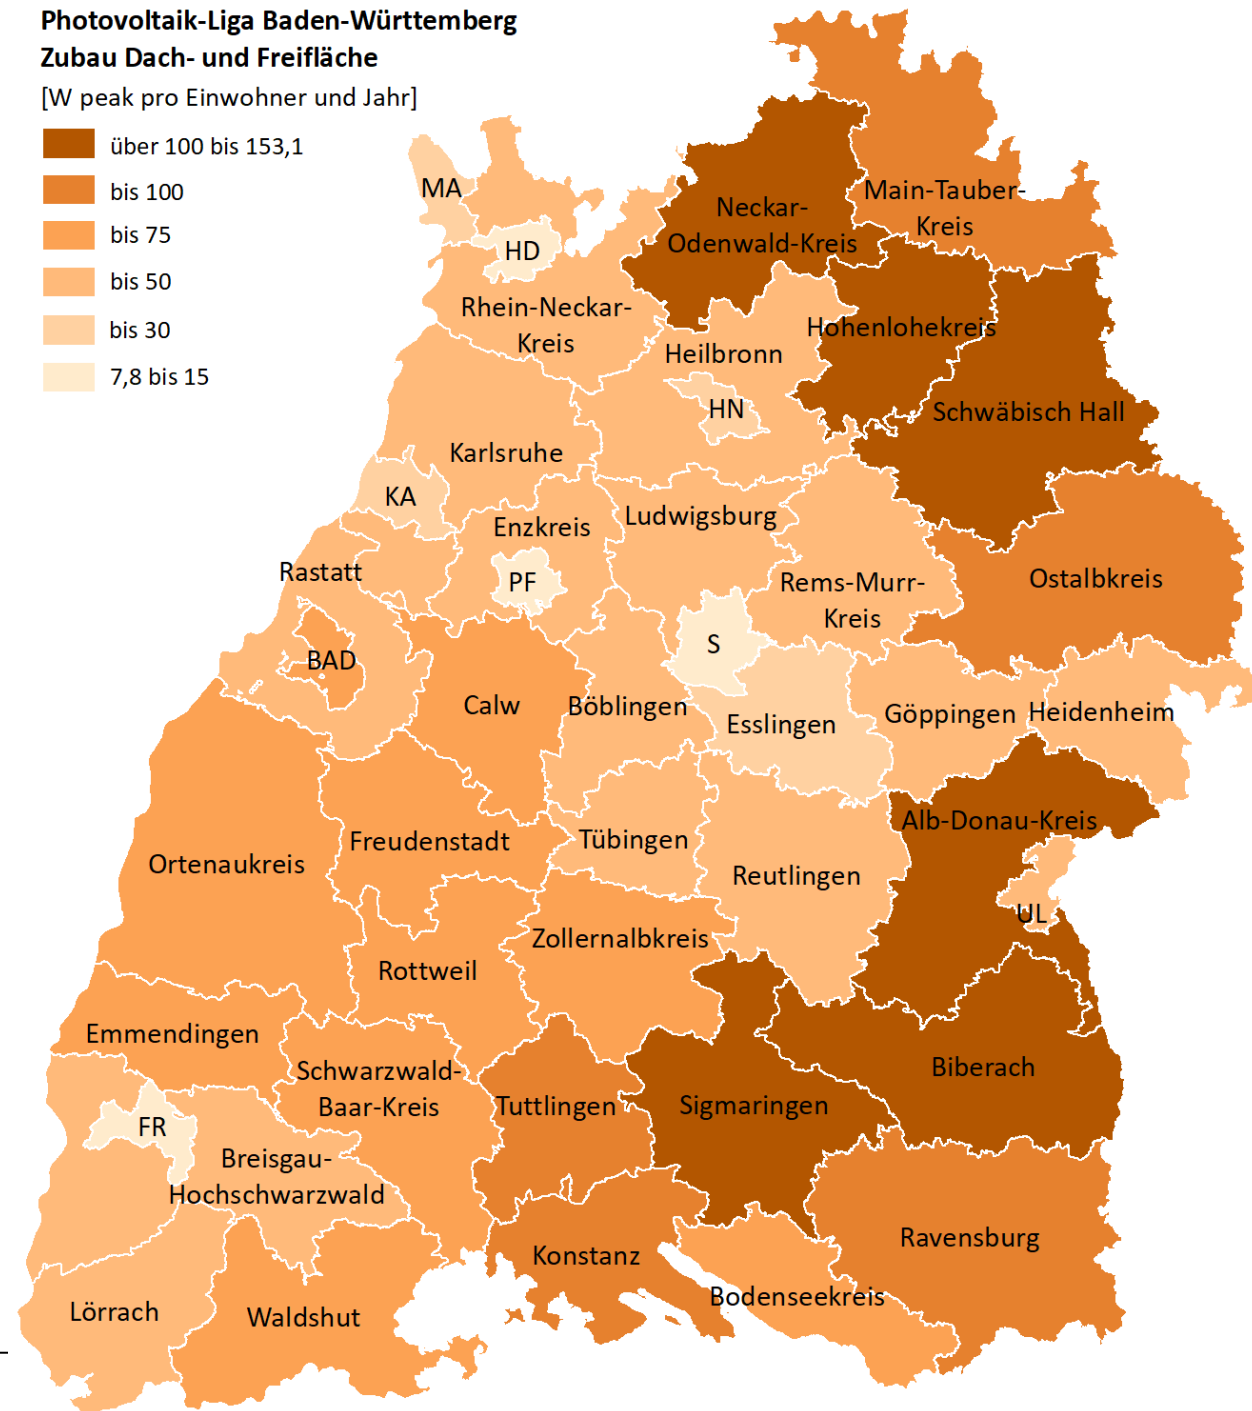 Photovoltaik-Liga Baden-Württemberg
Zubau Dach- und Freifläche
[W peak pro Einwohner und Jahr]
über 100 bis 153,1
bis 100
bis 75
bis 50
bis 30
7,8 bis 15
MA
HD
Neckar-
Odenwald-Kreis
Main-Tauber-
Kreis
Rhein-Neckar-
Kreis
Heilbronn
Hohenlohekreis
HN
Schwäbisch Hall
Karlsruhe
KA
Enzkreis
Ludwigsburg
Rastatt
PF
Rems-Murr-
Kreis
Ostalbkreis
BAD
S
Calw
Böblingen
Esslingen
Göppingen
Heidenheim
Alb-Donau-Kreis
Freudenstadt
Tübingen
Ortenaukreis
Reutlingen
UL
Zollernalbkreis
Rottweil
Emmendingen
Schwarzwald-
Baar-Kreis
Tuttlingen
Sigmaringen
Biberach
FR
Breisgau-
Hochschwarzwald
Konstanz
Ravensburg
Bodenseekreis
Lörrach
Waldshut